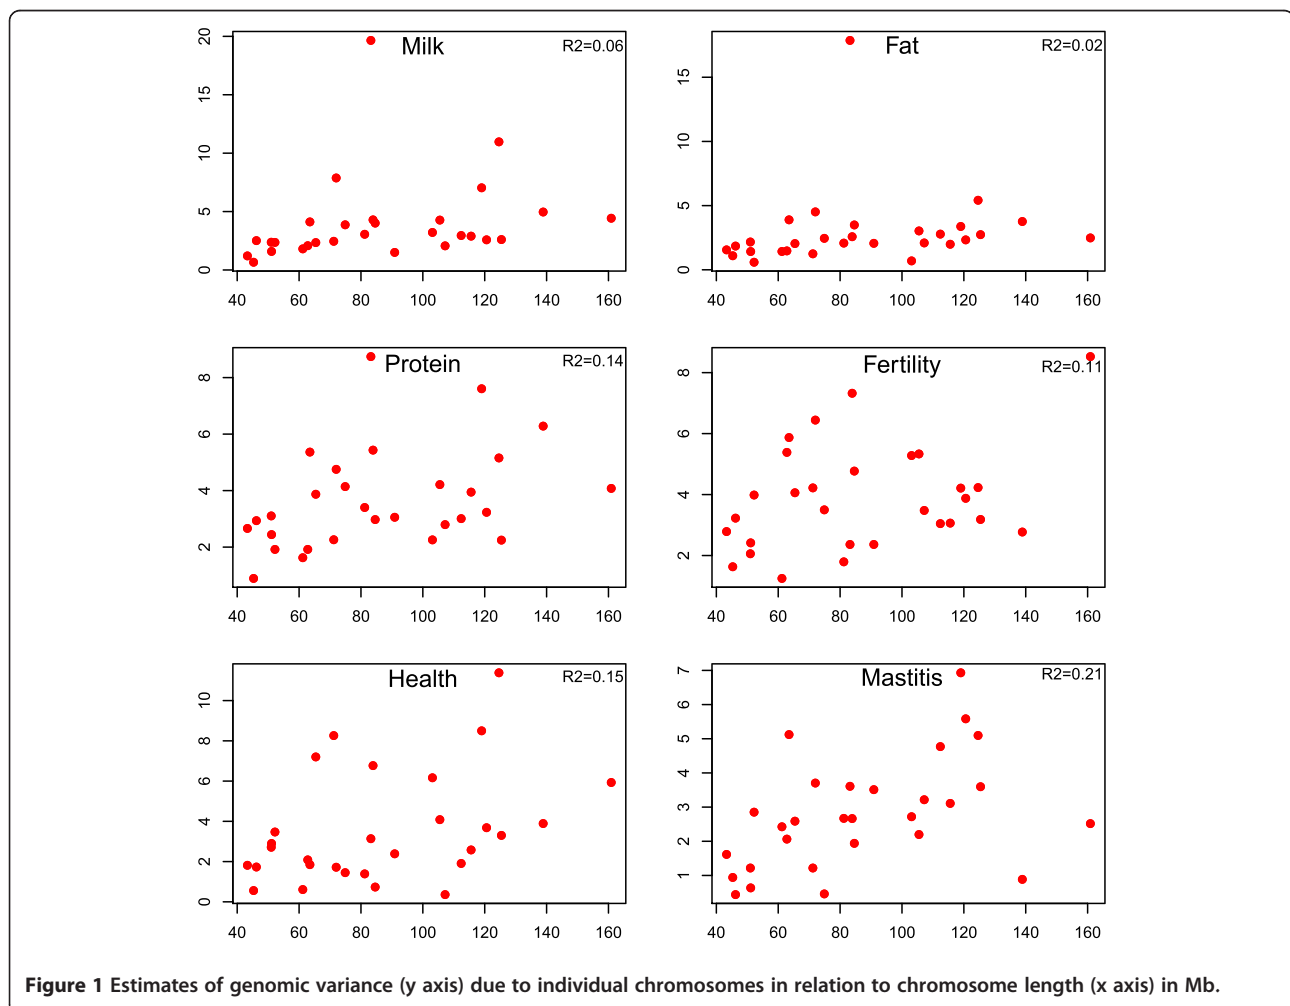 Milk
R2=0.06
0 5 10 15 20
40 60 80 100 120 140 160
Fat
R2=0.02
0 5 10 15
40 60 80 100 120 140 160
Protein
R2=0.14
2 4 6 8
40 60 80 100 120 140 160
Fertility
R2=0.11
2 4 6 8
40 60 80 100 120 140 160
Health
R2=0.15
0 2 4 6 8 10
40 60 80 100 120 140 160
Mastitis
R2=0.21
1 2 3 4 5 6 7
40 60 80 100 120 140 160
Figure 1 Estimates of genomic variance (y axis) due to individual chromosomes in relation to chromosome length (x axis) in Mb.